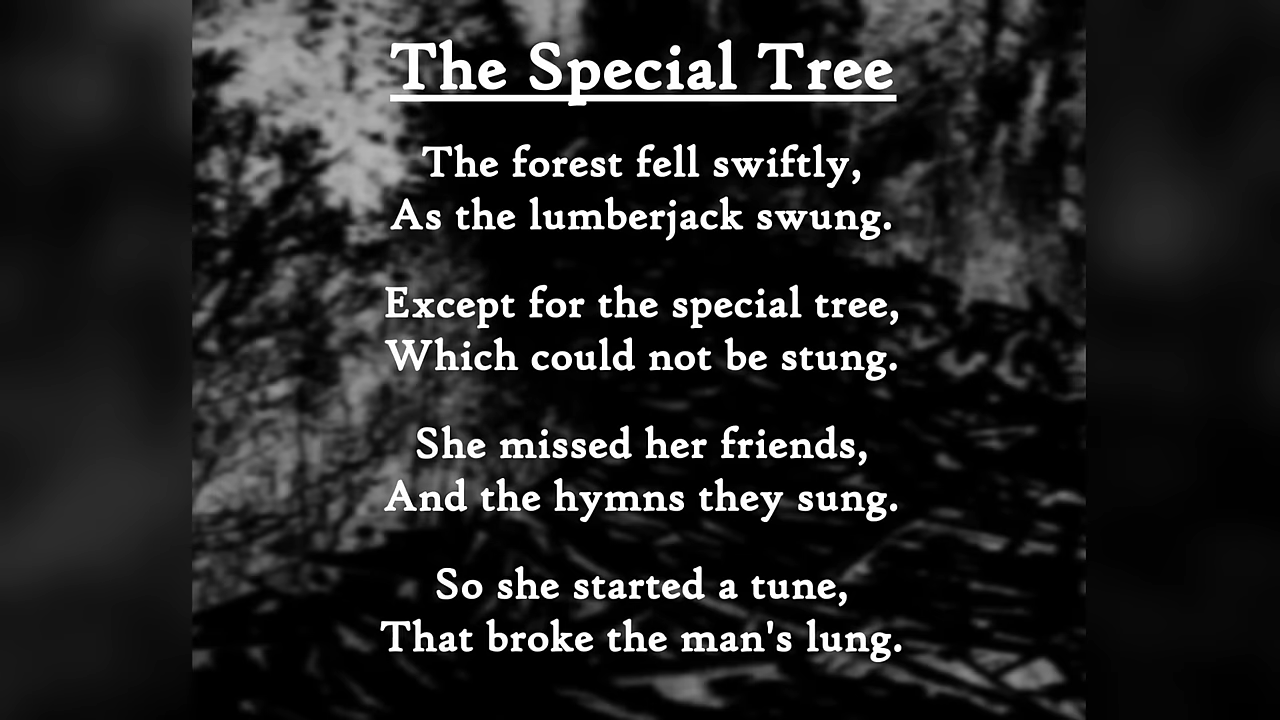 The Special Tree
The forest fell swiftly,
As the lumberjack swung.
Except for the special tree,
Which could not be stung.
She missed her friends,
And the hymns they sung.
So she started a tune,
That broke the man's lung.